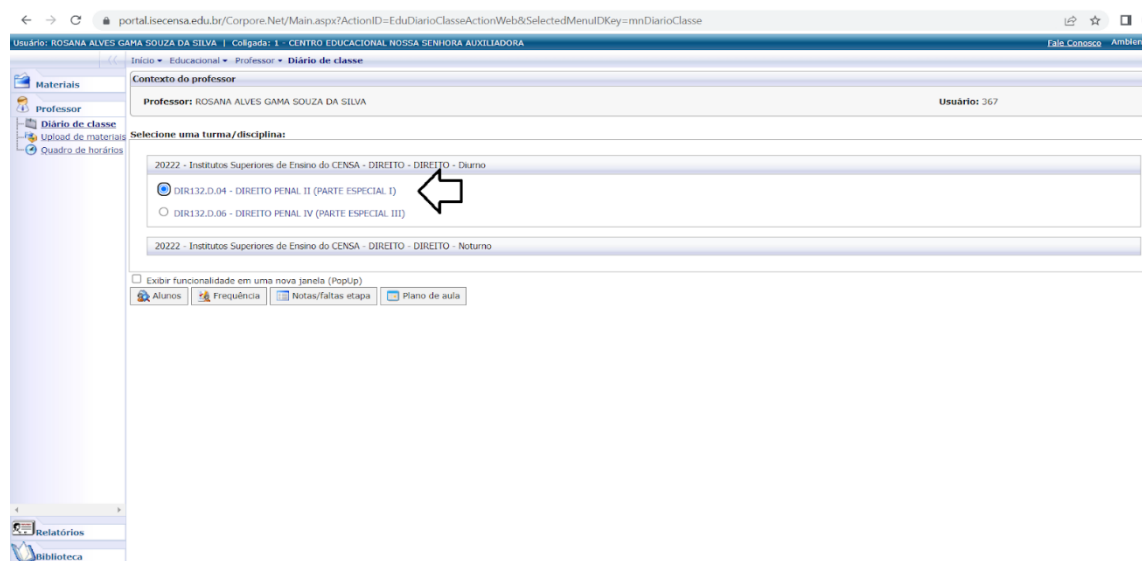 portal.isecensa.edu.br/Corpore.Net/Main.aspx?ActionID=EduDiarioClasseActionWeb&SelectedMenuIDKey=mnDiarioClasse
Usuário: ROSANA ALVES GAMA SOUZA DA SILVA | Coligada: 1 - CENTRO EDUCACIONAL NOSSA SENHORA AUXILIADORA
Fale Conosco Ambien
Início Educacional Professor Diário de classe
Materiais
Professor
Diário de classe
Upload de materiais
Quadro de horários
Contexto do professor
Professor: ROSANA ALVES GAMA SOUZA DA SILVA
Usuário: 367
Selecione uma turma/disciplina:
20222 - Institutos Superiores de Ensino do CENSA - DIREITO - DIREITO - Diurno
DIR132.D.04 - DIREITO PENAL II (PARTE ESPECIAL I)
DIR132.D.06 - DIREITO PENAL IV (PARTE ESPECIAL III)
20222 - Institutos Superiores de Ensino do CENSA - DIREITO - DIREITO - Noturno
Exibir funcionalidade em uma nova janela (PopUp)
Alunos Frequência Notas/faltas etapa Plano de aula
Relatórios
Biblioteca